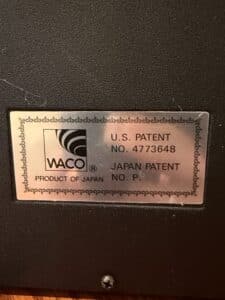 WACO®
PRODUCT OF JAPAN
U.S. PATENT
NO. 4773648
JAPAN PATENT
NO. P.